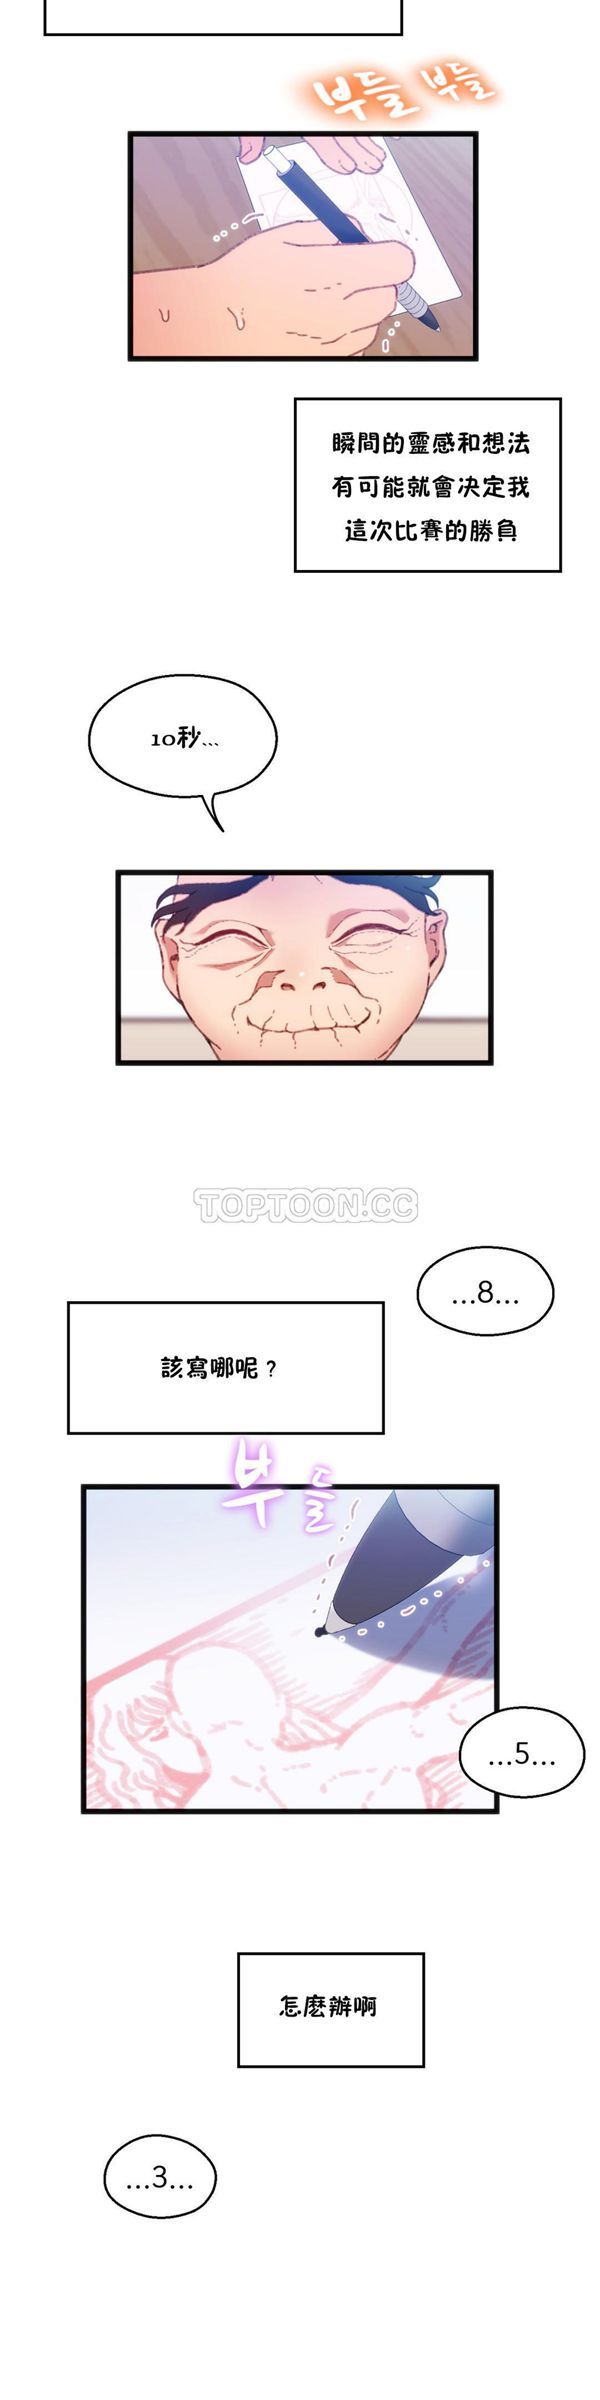 부들 부들
瞬間的靈感和想法
有可能就會決定我
這次比賽的勝負
10秒...
TOPTOON.CC
...8...
該寫哪呢？
부들
...5...
怎麼辦啊
...3...